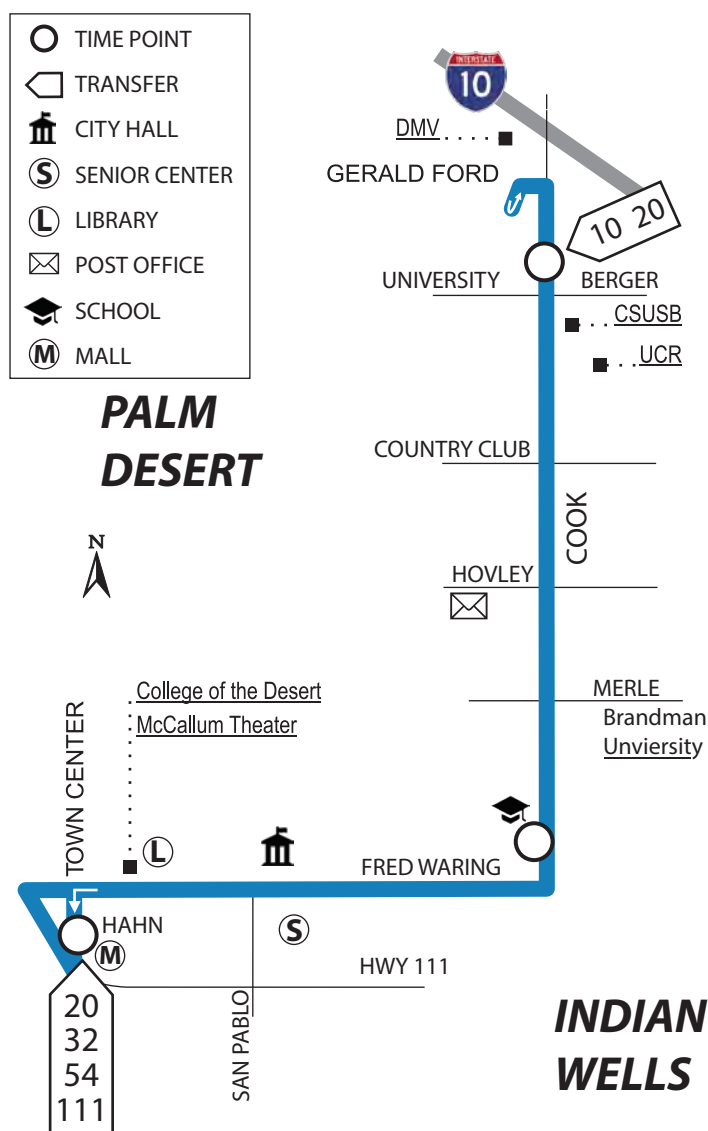 TIME POINT
TRANSFER
CITY HALL
S SENIOR CENTER
L LIBRARY
POST OFFICE
SCHOOL
M MALL
INTERSTATE
10
DMV
GERALD FORD
10 20
UNIVERSITY
BERGER
CSUSB
UCR
PALM
DESERT
COUNTRY CLUB
COOK
N
HOVLEY
MERLE
Brandman
Unviersity
College of the Desert
McCallum Theater
TOWN CENTER
L
FRED WARING
HAHN
M
S
HWY 111
SAN PABLO
20
32
54
111
INDIAN
WELLS